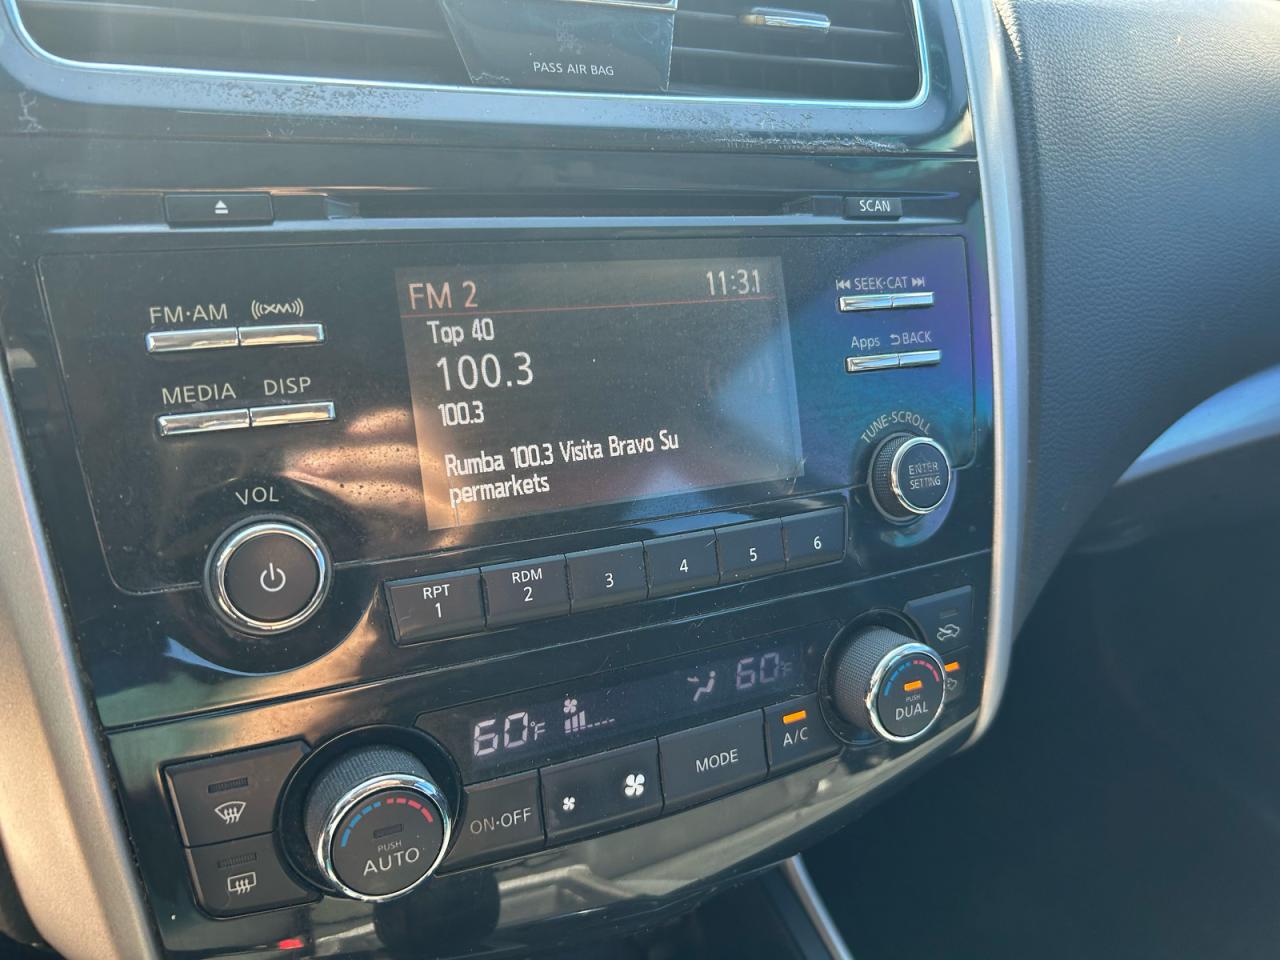 PASS AIR BAG
SCAN
FM·AM ((XM))
MEDIA DISP
VOL
FM 2 11:31
Top 40
100.3
100.3
Rumba 100.3 Visita Bravo Su
permarkets
SEEK·CAT
Apps BACK
TUNE·SCROLL
ENTER
SETTING
RPT
1
RDM
2
3
4
5
6
60°F
60
PUSH
AUTO
ON·OFF
MODE
A/C
PUSH
DUAL